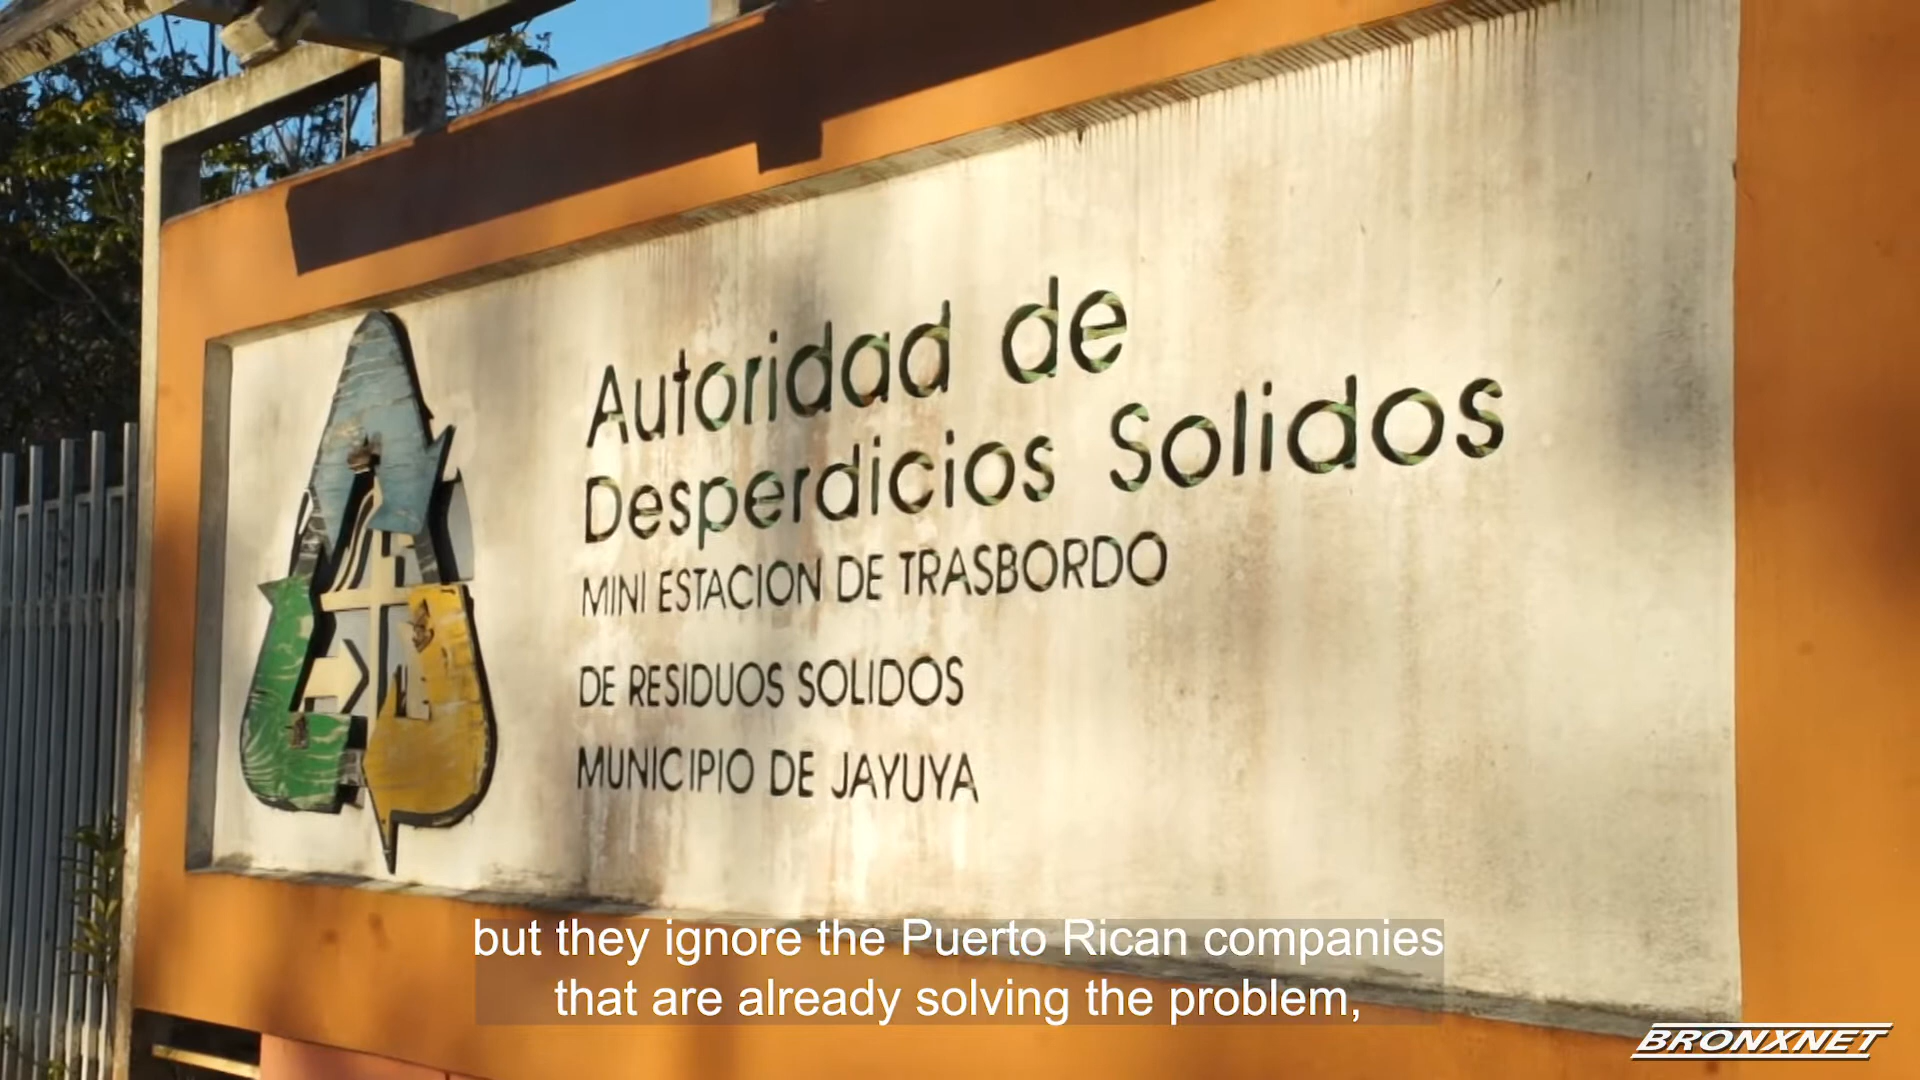 Autoridad de
Desperdicios Solidos
MINI ESTACION DE TRASBORDO
DE RESIDUOS SOLIDOS
MUNICIPIO DE JAYUYA
but they ignore the Puerto Rican companies
that are already solving the problem,
BRONXNET